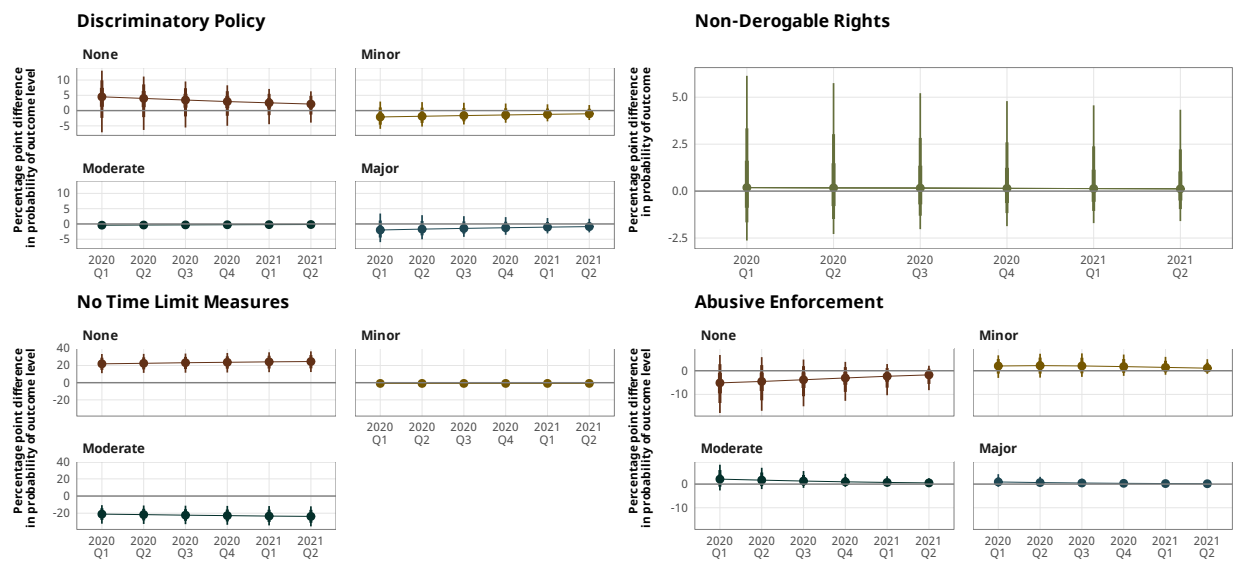 Discriminatory Policy
Percentage point difference
in probability of outcome level
None
10
5
0
-5
Minor
Moderate
10
5
0
-5
2020 Q1
2020 Q2
2020 Q3
2020 Q4
2021 Q1
2021 Q2
Major
2020 Q1
2020 Q2
2020 Q3
2020 Q4
2021 Q1
2021 Q2
Non-Derogable Rights
Percentage point difference
in probability of outcome
5.0
2.5
0.0
-2.5
2020 Q1
2020 Q2
2020 Q3
2020 Q4
2021 Q1
2021 Q2
No Time Limit Measures
Percentage point difference
in probability of outcome level
None
40
20
0
-20
Minor
2020 Q1
2020 Q2
2020 Q3
2020 Q4
2021 Q1
2021 Q2
Moderate
40
20
0
-20
2020 Q1
2020 Q2
2020 Q3
2020 Q4
2021 Q1
2021 Q2
Abusive Enforcement
Percentage point difference
in probability of outcome level
None
0
-10
Minor
Moderate
0
-10
2020 Q1
2020 Q2
2020 Q3
2020 Q4
2021 Q1
2021 Q2
Major
2020 Q1
2020 Q2
2020 Q3
2020 Q4
2021 Q1
2021 Q2